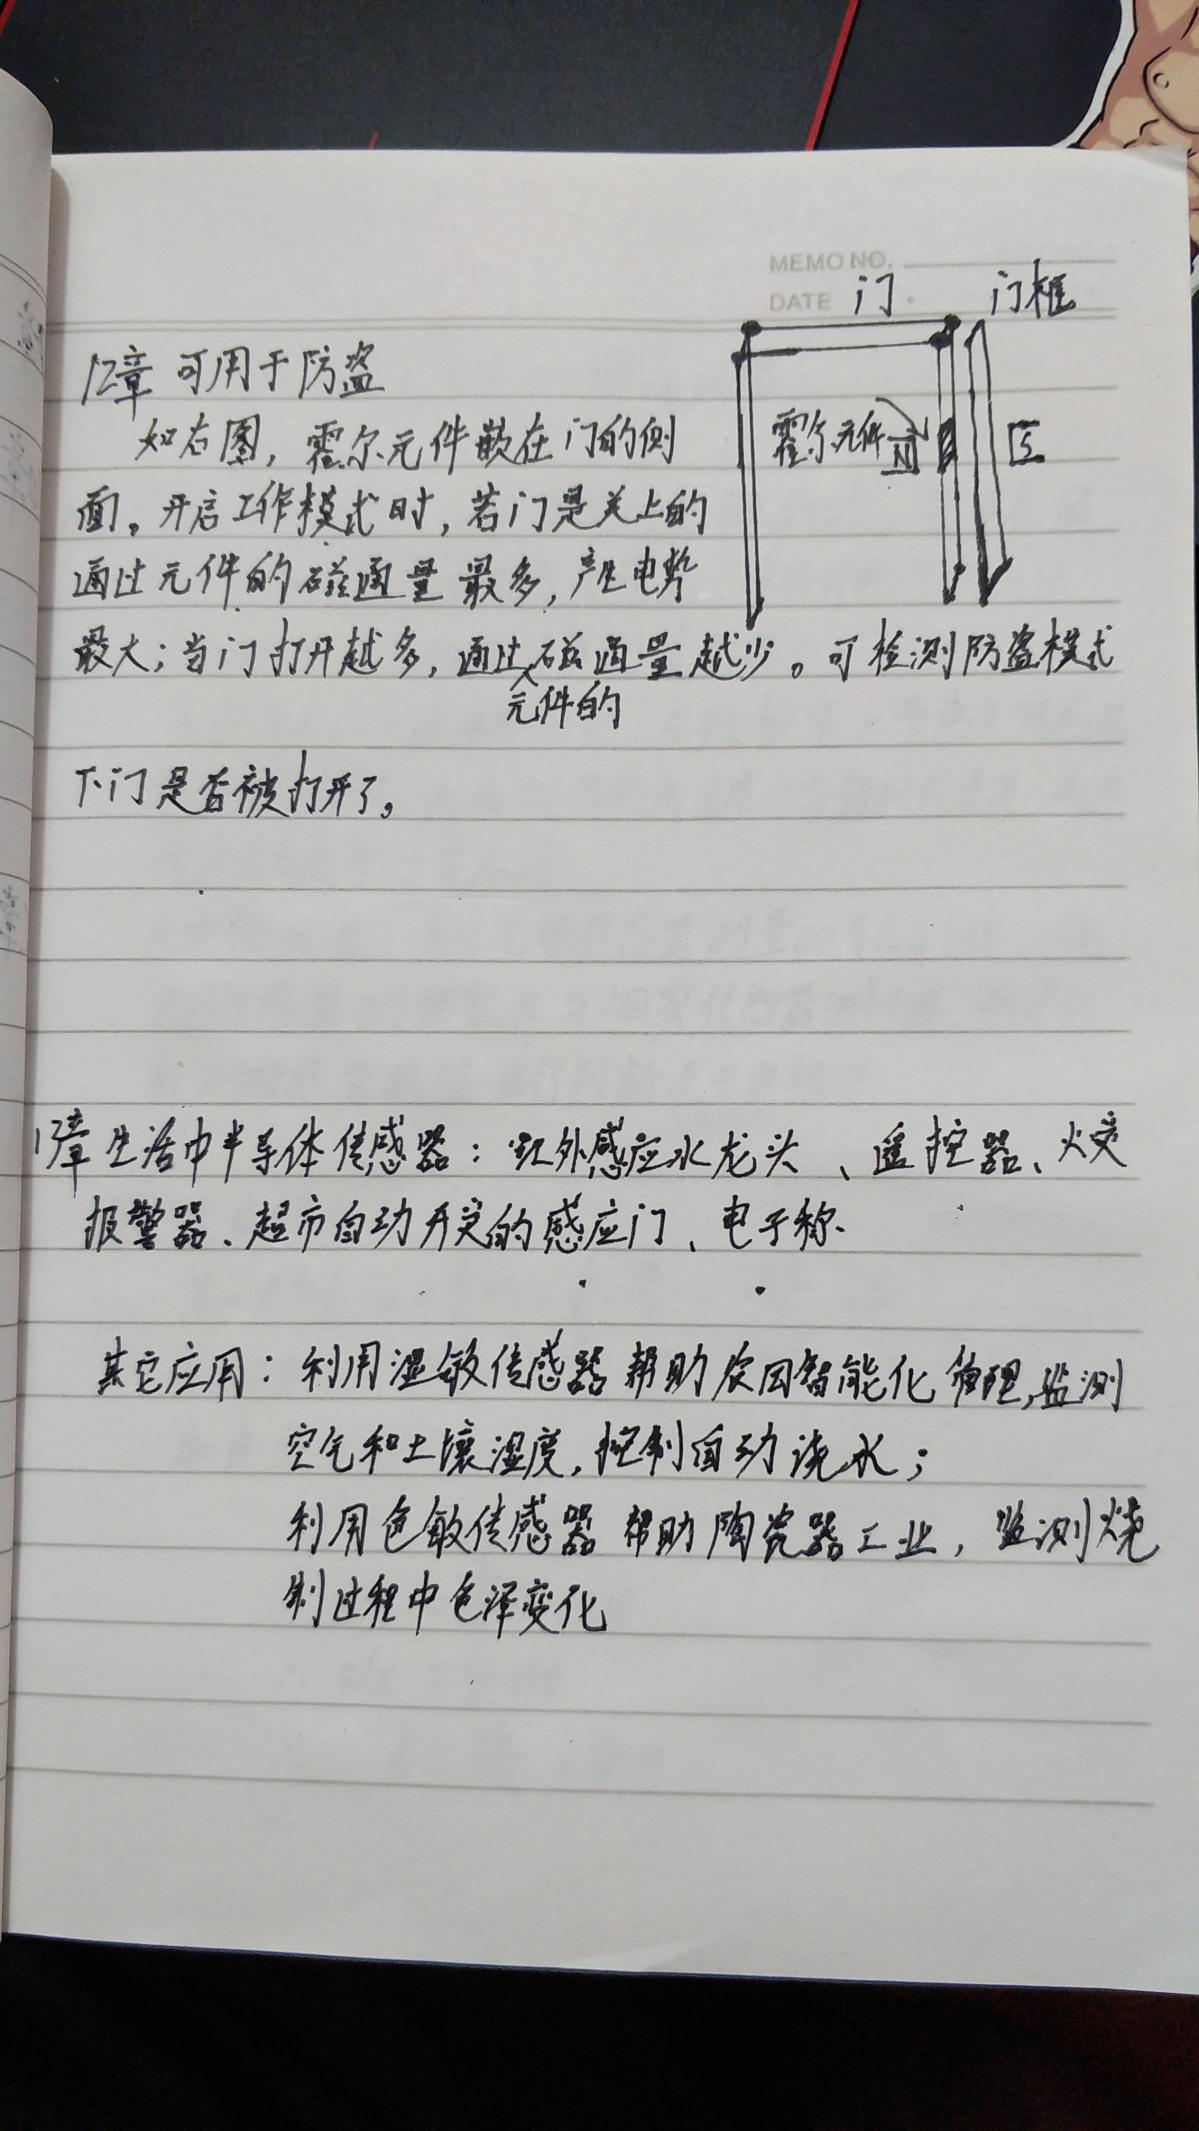 MEMO NO.
DATE
门
门框
霍尔元件
N
S
12章 可用于防盗
如右图,霍尔元件嵌在门的侧
面。开启工作模式时,若门是关上的
通过元件的磁通量最多,产生电势
最大;当门打开越多,通过磁通量越少。可检测防盗模式
元件的
下门是否被打开了。
13章 生活中半导体传感器:红外感应水龙头、遥控器、火灾
报警器、超市自动开关的感应门、电子称、
其它应用:利用湿敏传感器帮助农田智能化管理,监测
空气和土壤湿度,控制自动浇水;
利用色敏传感器帮助陶瓷器工业,监测烧
制过程中色泽变化